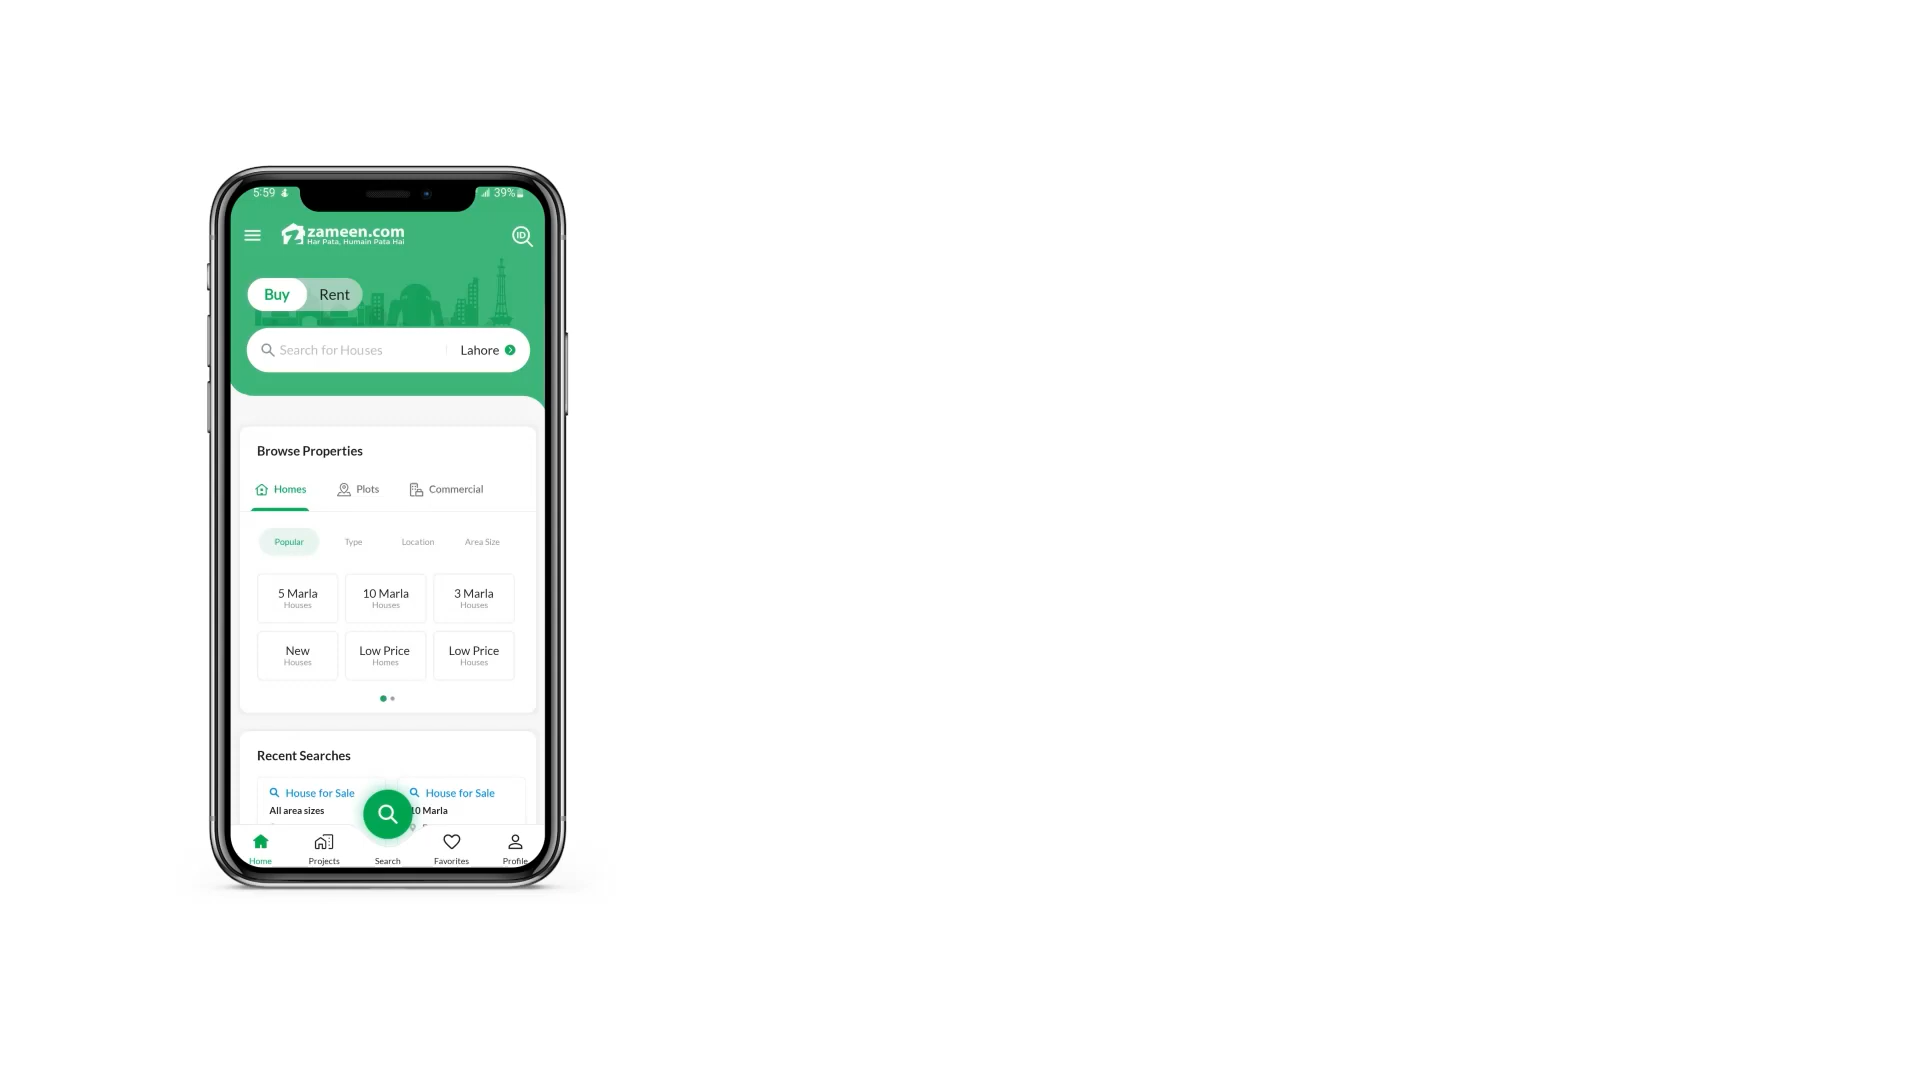 5:59
39%
zameen.com
Har Pata, Humain Pata Hai
ID
Buy Rent
Search for Houses Lahore
Browse Properties
Homes Plots Commercial
Popular Type Location Area Size
5 Marla 10 Marla 3 Marla
Houses Houses Houses
New Low Price Low Price
Houses Homes Houses
Recent Searches
House for Sale House for Sale
All area sizes 10 Marla
Home Projects Search Favorites Profile